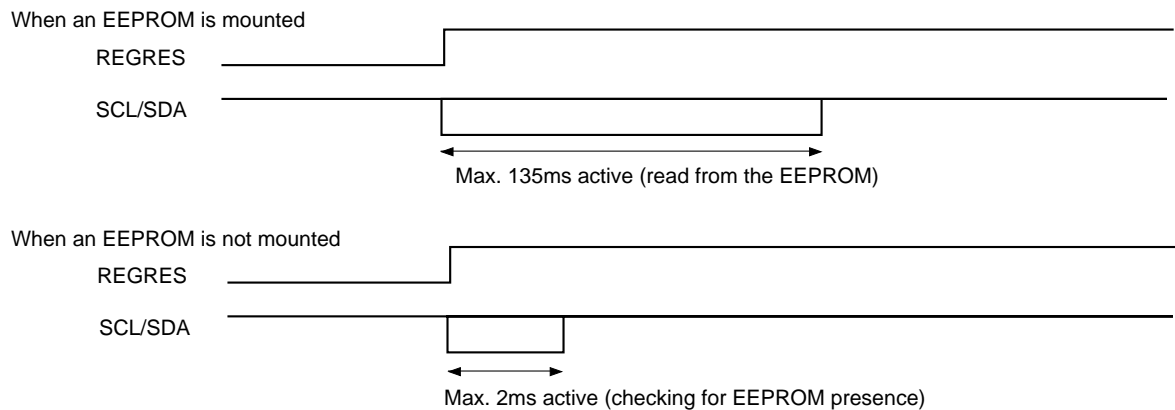 When an EEPROM is mounted
REGRES
SCL/SDA
Max. 135ms active (read from the EEPROM)
When an EEPROM is not mounted
REGRES
SCL/SDA
Max. 2ms active (checking for EEPROM presence)